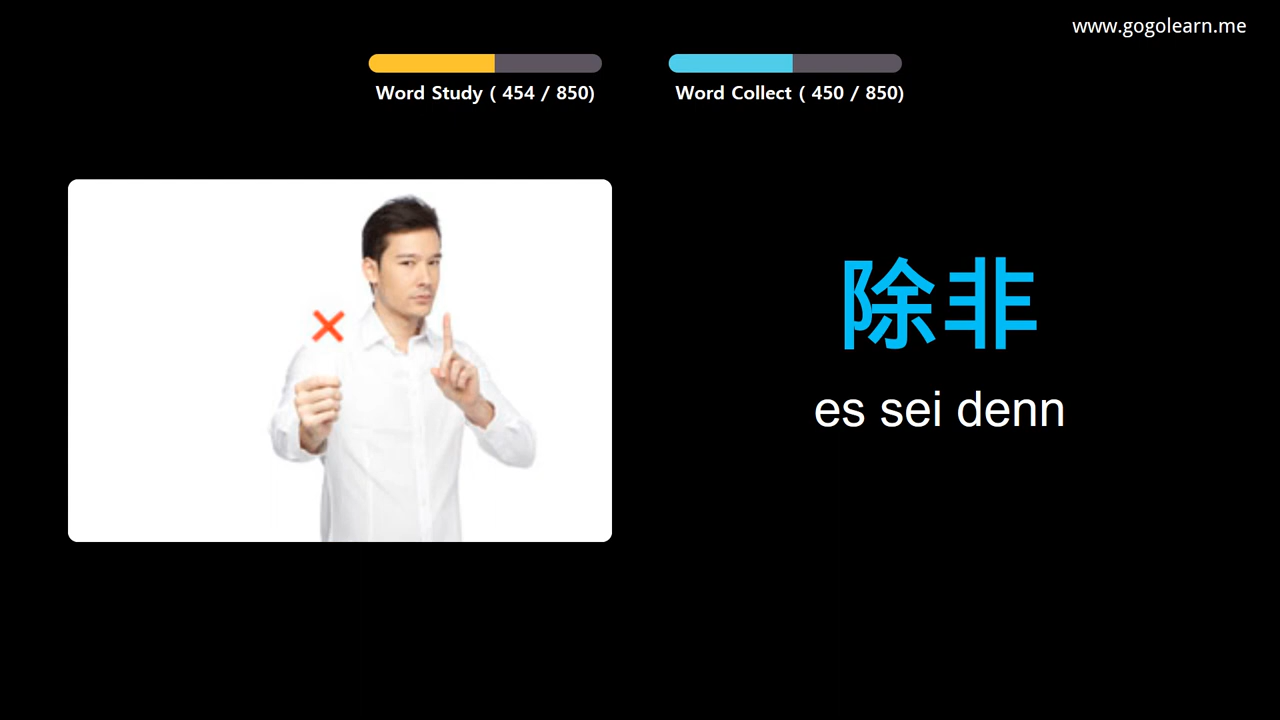 www.gogolearn.me
Word Study ( 454 / 850)
Word Collect ( 450 / 850)
除非
es sei denn